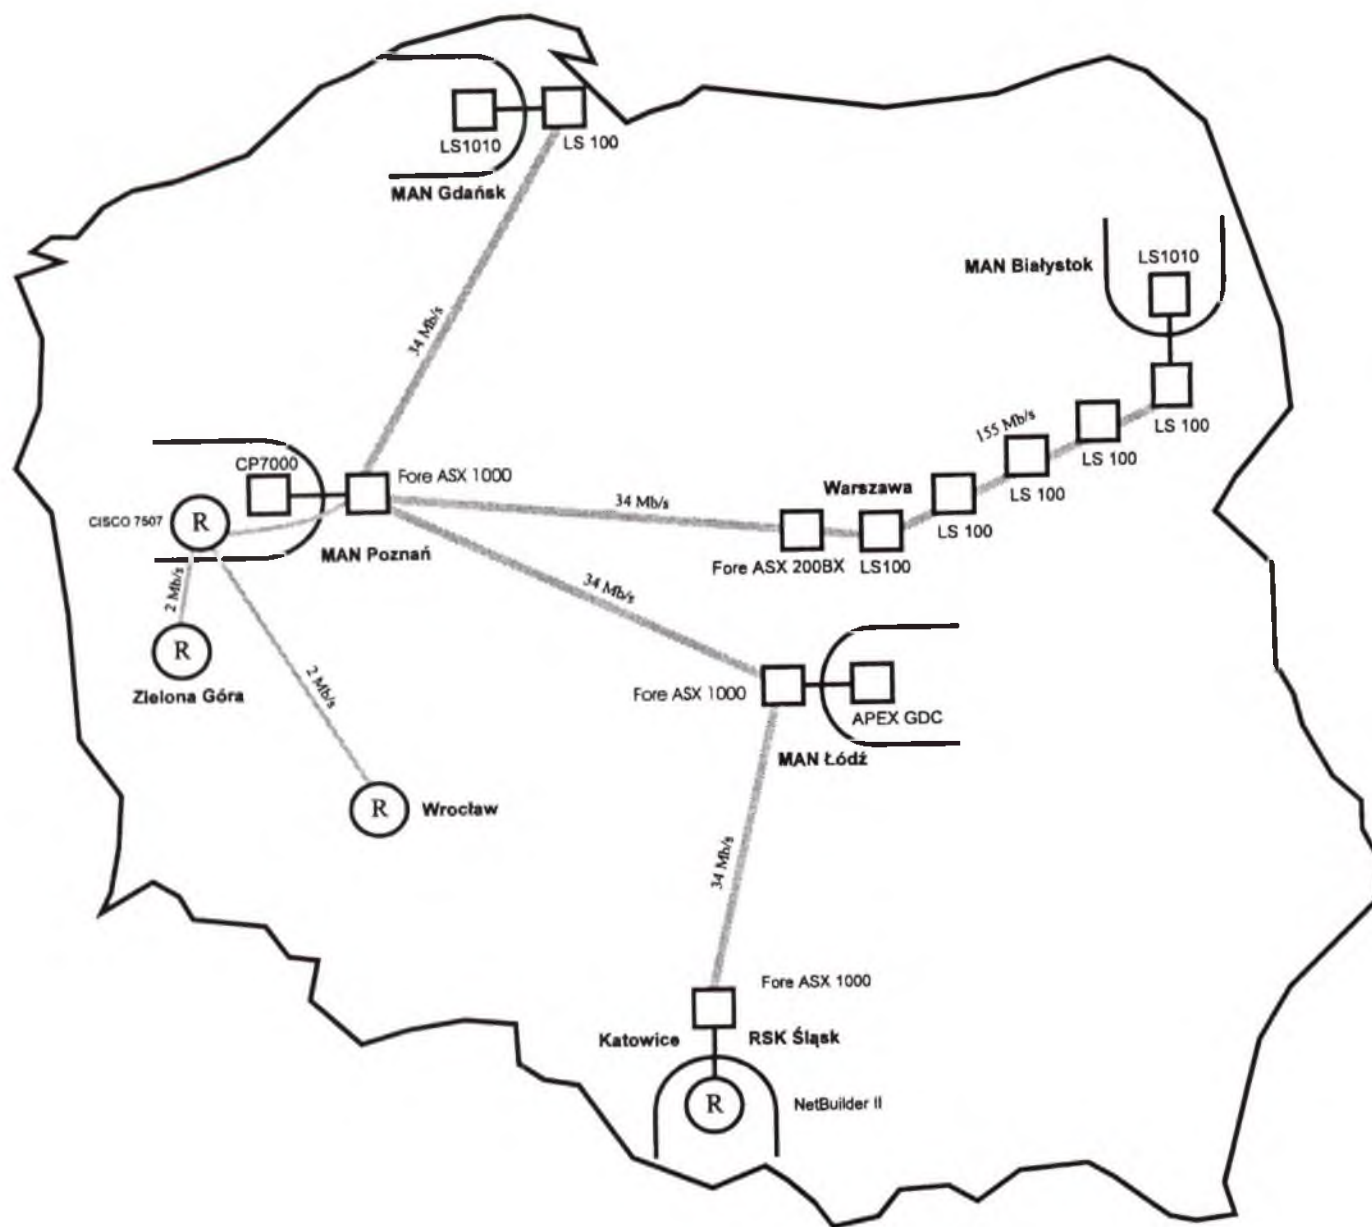 LS1010
LS 100
MAN Gdańsk
34 Mb/s
MAN Białystok
LS1010
155 Mb/s
LS 100
LS 100
LS 100
LS 100
Warszawa
CP7000
Fore ASX 1000
34 Mb/s
CISCO 7507
R
MAN Poznań
Fore ASX 200BX
LS100
2 Mb/s
34 Mb/s
R
Zielona Góra
2 Mb/s
Fore ASX 1000
APEX GDC
MAN Łódź
R
Wrocław
34 Mb/s
Fore ASX 1000
Katowice
RSK Śląsk
R
NetBuilder II